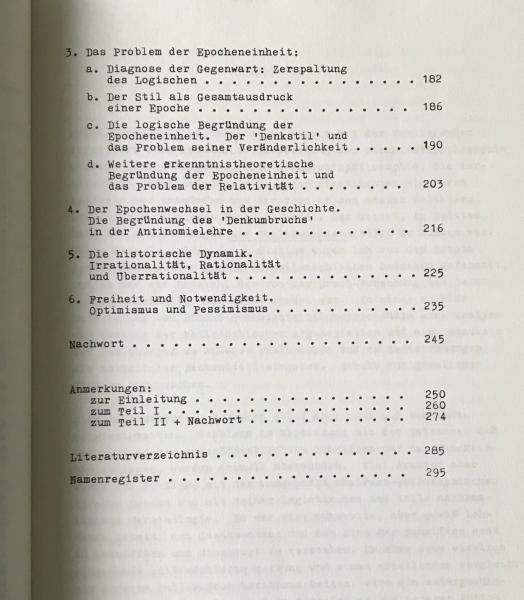 3. Das Problem der Epocheneinheit:
a. Diagnose der Gegenwart: Zerspaltung
des Logischen . . . . . . . . . . . . . . . . 182
b. Der Stil als Gesamtausdruck
einer Epoche . . . . . . . . . . . . . . . . 186
c. Die logische Begründung der
Epocheneinheit. Der 'Denkstil' und
das Problem seiner Veränderlichkeit . . . . . 190
d. Weitere erkenntnistheoretische
Begründung der Epocheneinheit und
das Problem der Relativität . . . . . . . . . 203
4. Der Epochenwechsel in der Geschichte.
Die Begründung des 'Denkumbruchs'
in der Antinomielehre . . . . . . . . . . . . . 216
5. Die historische Dynamik.
Irrationalität, Rationalität
und Überrationalität . . . . . . . . . . . . . 225
6. Freiheit und Notwendigkeit.
Optimismus und Pessimismus . . . . . . . . . . 235
Nachwort . . . . . . . . . . . . . . . . . . . . 245
Anmerkungen:
zur Einleitung . . . . . . . . . . . . . . . . 250
zum Teil I . . . . . . . . . . . . . . . . . . 260
zum Teil II + Nachwort . . . . . . . . . . . . 274
Literaturverzeichnis . . . . . . . . . . . . . . 285
Namenregister . . . . . . . . . . . . . . . . . 295